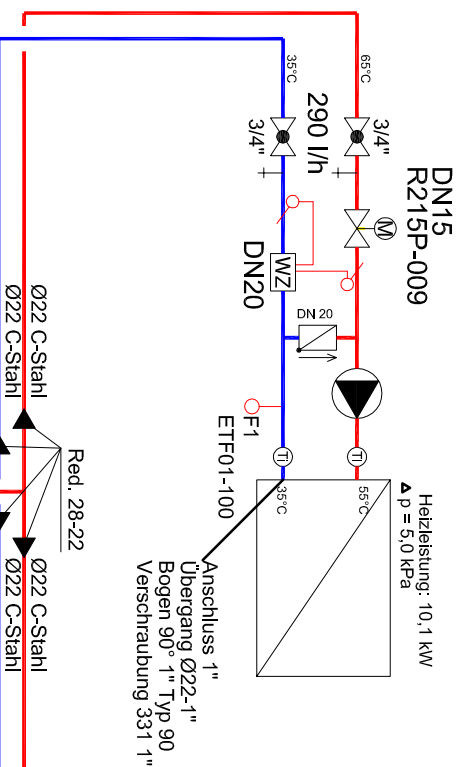 DN15
R215P-009
65°C
35°C
3/4"
3/4"
290 l/h
M
WZ
DN20
DN 20
F1
ETF01-100
TI
TI
55°C
35°C
Heizleistung: 10,1 kW
Δ p = 5,0 kPa
Anschluss 1"
Übergang Ø22-1"
Bogen 90° 1" Typ 90
Verschraubung 331 1"
Red. 28-22
Ø22 C-Stahl
Ø22 C-Stahl
Ø22 C-Stahl
Ø22 C-Stahl